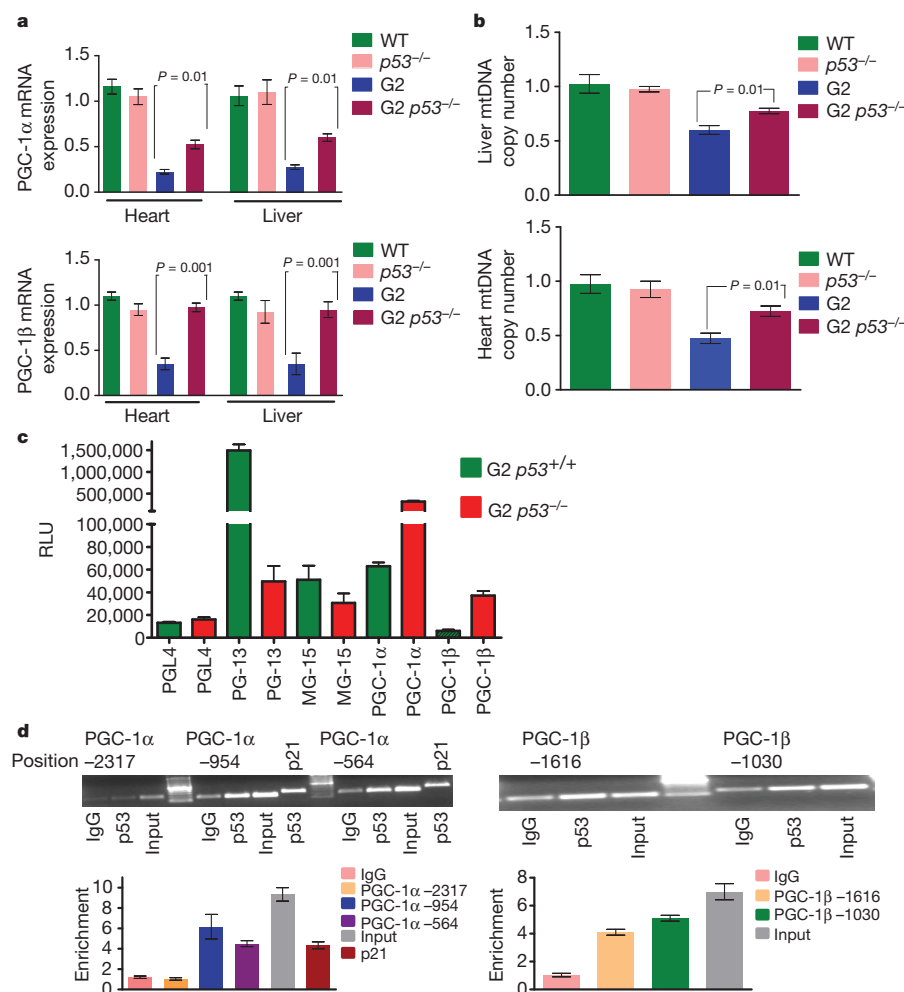 a
PGC-1α mRNA
expression
1.5
1.0
0.5
0.0
P = 0.01
P = 0.01
Heart
Liver
WT
p53−/−
G2
G2 p53−/−
PGC-1β mRNA
expression
1.5
1.0
0.5
0.0
P = 0.001
P = 0.001
Heart
Liver
WT
p53−/−
G2
G2 p53−/−
b
Liver mtDNA
copy number
1.5
1.0
0.5
0.0
P = 0.01
WT
p53−/−
G2
G2 p53−/−
Heart mtDNA
copy number
1.5
1.0
0.5
0.0
P = 0.01
WT
p53−/−
G2
G2 p53−/−
c
RLU
1,500,000
1,000,000
500,000
100,000
80,000
60,000
40,000
20,000
0
PGL4
PGL4
PG-13
PG-13
MG-15
MG-15
PGC-1α
PGC-1α
PGC-1β
PGC-1β
G2 p53+/+
G2 p53−/−
d
PGC-1α PGC-1α PGC-1α
Position −2317 −954 p21 −564 p21
IgG p53 Input IgG p53 Input p53 IgG p53 Input p53
PGC-1β PGC-1β
−1616 −1030
IgG p53 Input IgG p53 Input
Enrichment
10
8
6
4
2
0
IgG
PGC-1α −2317
PGC-1α −954
PGC-1α −564
Input
p21
Enrichment
8
6
4
2
0
IgG
PGC-1β −1616
PGC-1β −1030
Input